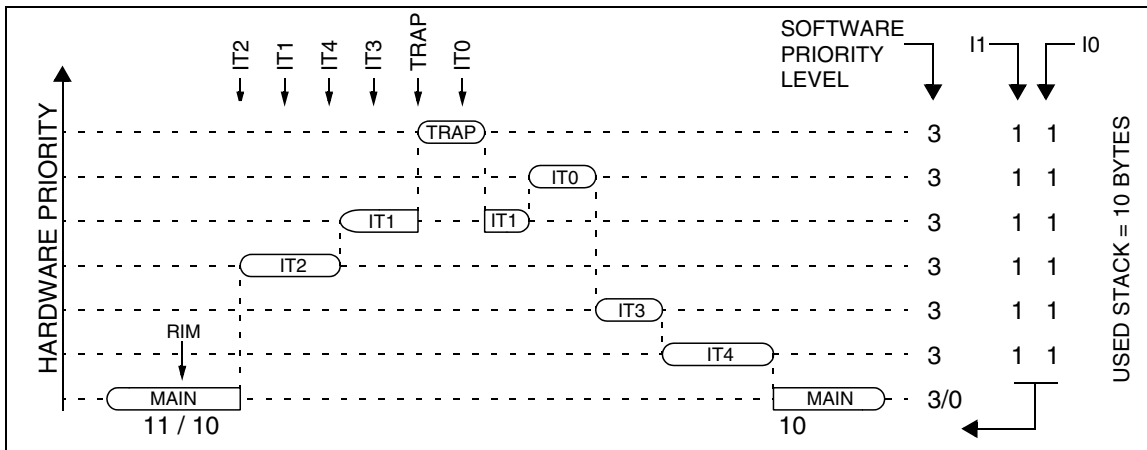 IT2
IT1
IT4
IT3
TRAP
IT0
SOFTWARE
PRIORITY
LEVEL
I1
I0
HARDWARE PRIORITY
TRAP
3
1 1
IT0
3
1 1
IT1
IT1
3
1 1
IT2
3
1 1
RIM
IT3
3
1 1
IT4
3
1 1
MAIN
MAIN
3/0
11 / 10
10
USED STACK = 10 BYTES